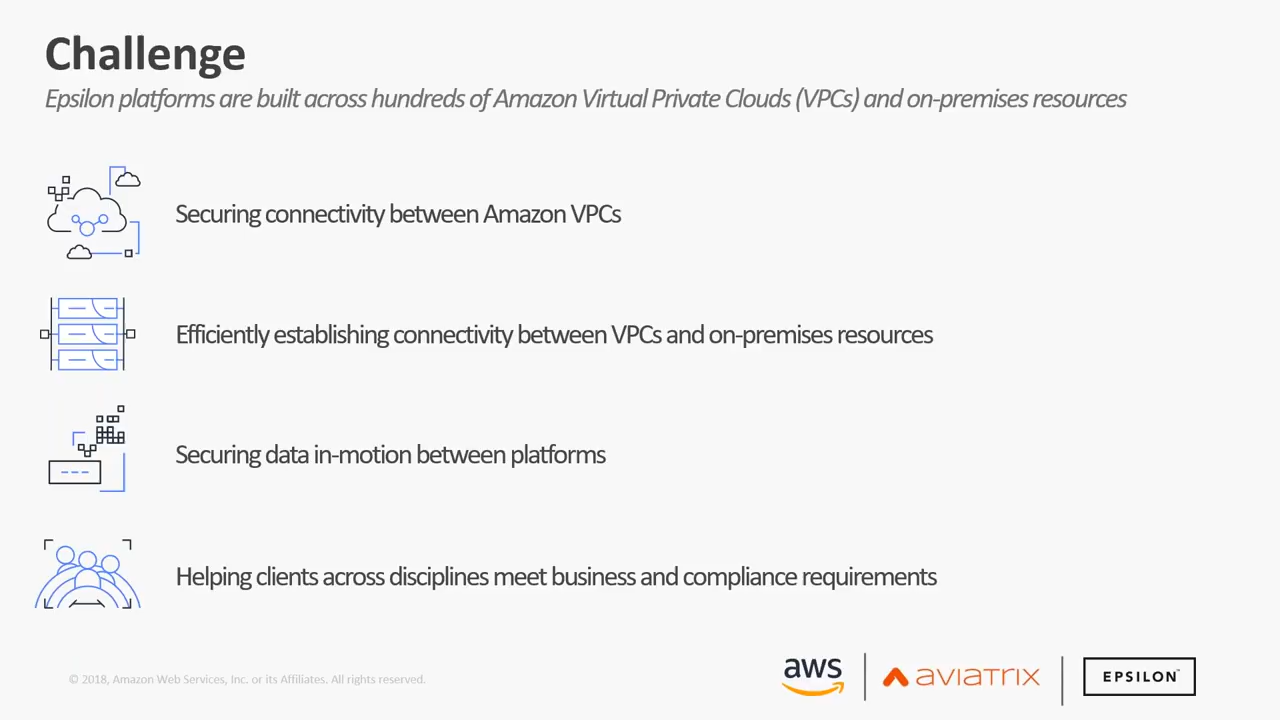 Challenge
Epsilon platforms are built across hundreds of Amazon Virtual Private Clouds (VPCs) and on-premises resources
Securing connectivity between Amazon VPCs
Efficiently establishing connectivity between VPCs and on-premises resources
Securing data in-motion between platforms
Helping clients across disciplines meet business and compliance requirements
© 2018, Amazon Web Services, Inc. or its Affiliates. All rights reserved.
aws
aviatrix
EPSILON™